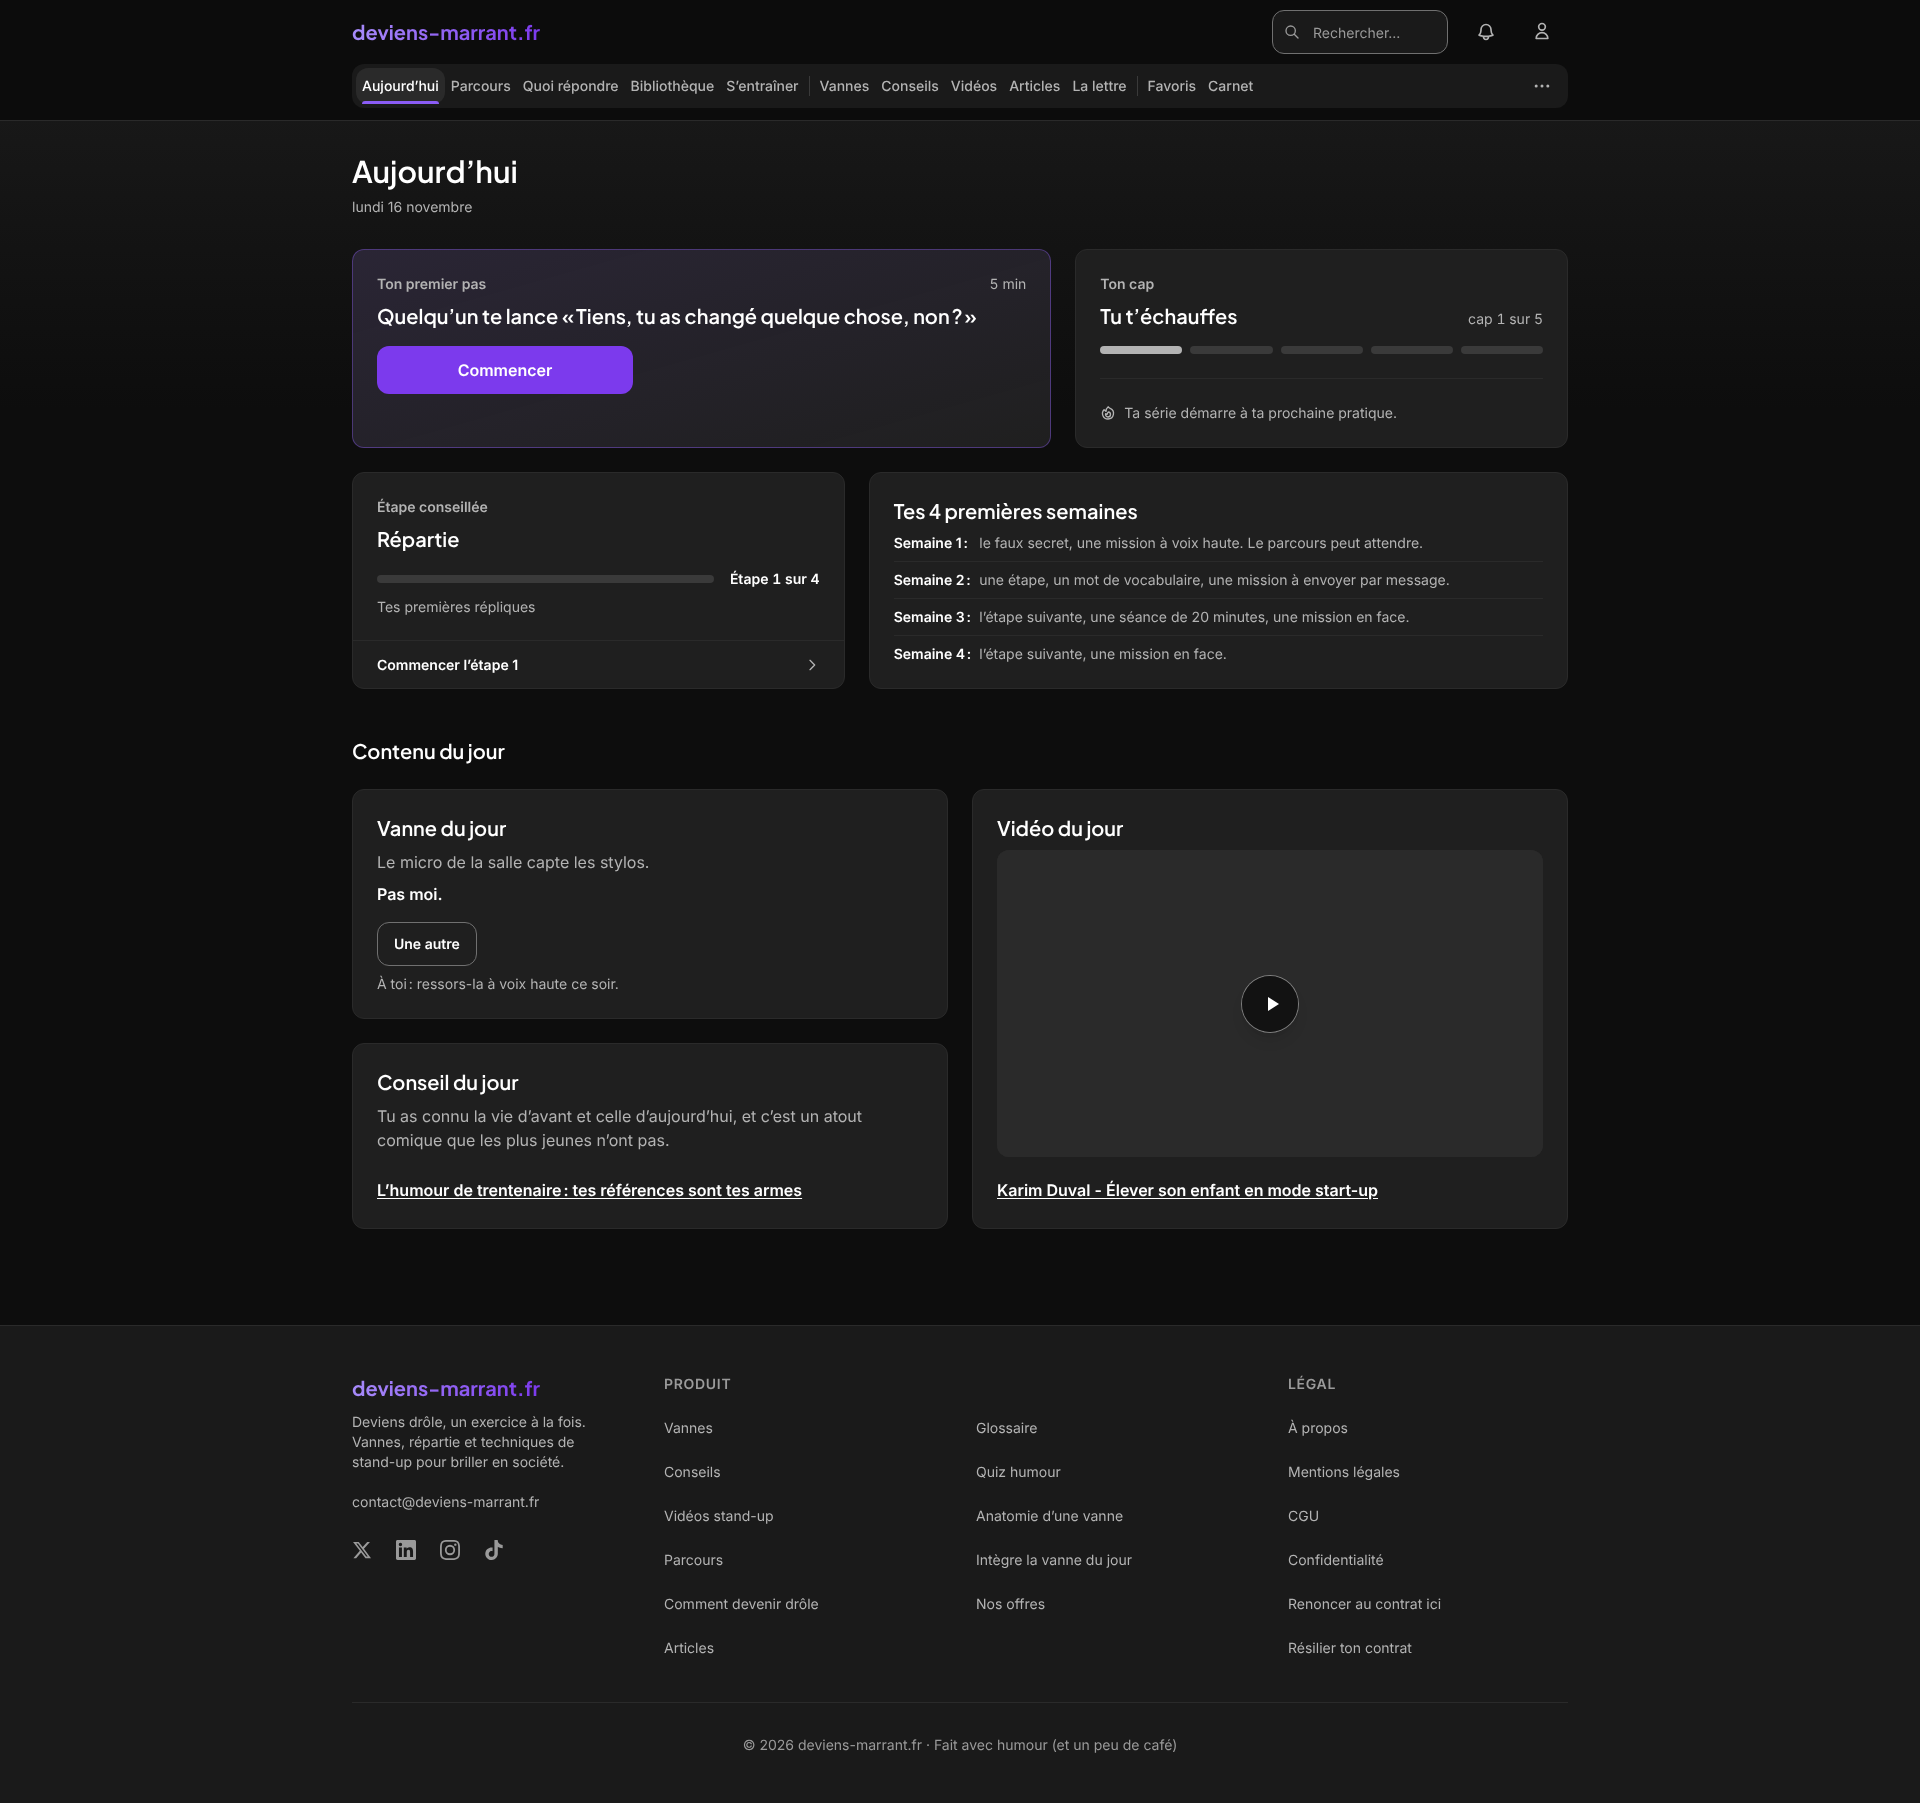 deviens-marrant.fr
Rechercher...
Aujourd’hui Parcours Quoi répondre Bibliothèque S’entraîner Vannes Conseils Vidéos Articles La lettre Favoris Carnet
Aujourd’hui
lundi 16 novembre
Ton premier pas 5 min
Quelqu’un te lance « Tiens, tu as changé quelque chose, non ? »
Commencer
Ton cap
Tu t’échauffes cap 1 sur 5
Ta série démarre à ta prochaine pratique.
Étape conseillée
Répartie
Étape 1 sur 4
Tes premières répliques
Commencer l’étape 1
Tes 4 premières semaines
Semaine 1 : le faux secret, une mission à voix haute. Le parcours peut attendre.
Semaine 2 : une étape, un mot de vocabulaire, une mission à envoyer par message.
Semaine 3 : l’étape suivante, une séance de 20 minutes, une mission en face.
Semaine 4 : l’étape suivante, une mission en face.
Contenu du jour
Vanne du jour
Le micro de la salle capte les stylos.
Pas moi.
Une autre
À toi : ressors-la à voix haute ce soir.
Conseil du jour
Tu as connu la vie d’avant et celle d’aujourd’hui, et c’est un atout
comique que les plus jeunes n’ont pas.
L’humour de trentenaire : tes références sont tes armes
Vidéo du jour
Karim Duval - Élever son enfant en mode start-up
deviens-marrant.fr
Deviens drôle, un exercice à la fois.
Vannes, répartie et techniques de
stand-up pour briller en société.
contact@deviens-marrant.fr
PRODUIT
Vannes
Conseils
Vidéos stand-up
Parcours
Comment devenir drôle
Articles
Glossaire
Quiz humour
Anatomie d’une vanne
Intègre la vanne du jour
Nos offres
LÉGAL
À propos
Mentions légales
CGU
Confidentialité
Renoncer au contrat ici
Résilier ton contrat
© 2026 deviens-marrant.fr · Fait avec humour (et un peu de café)